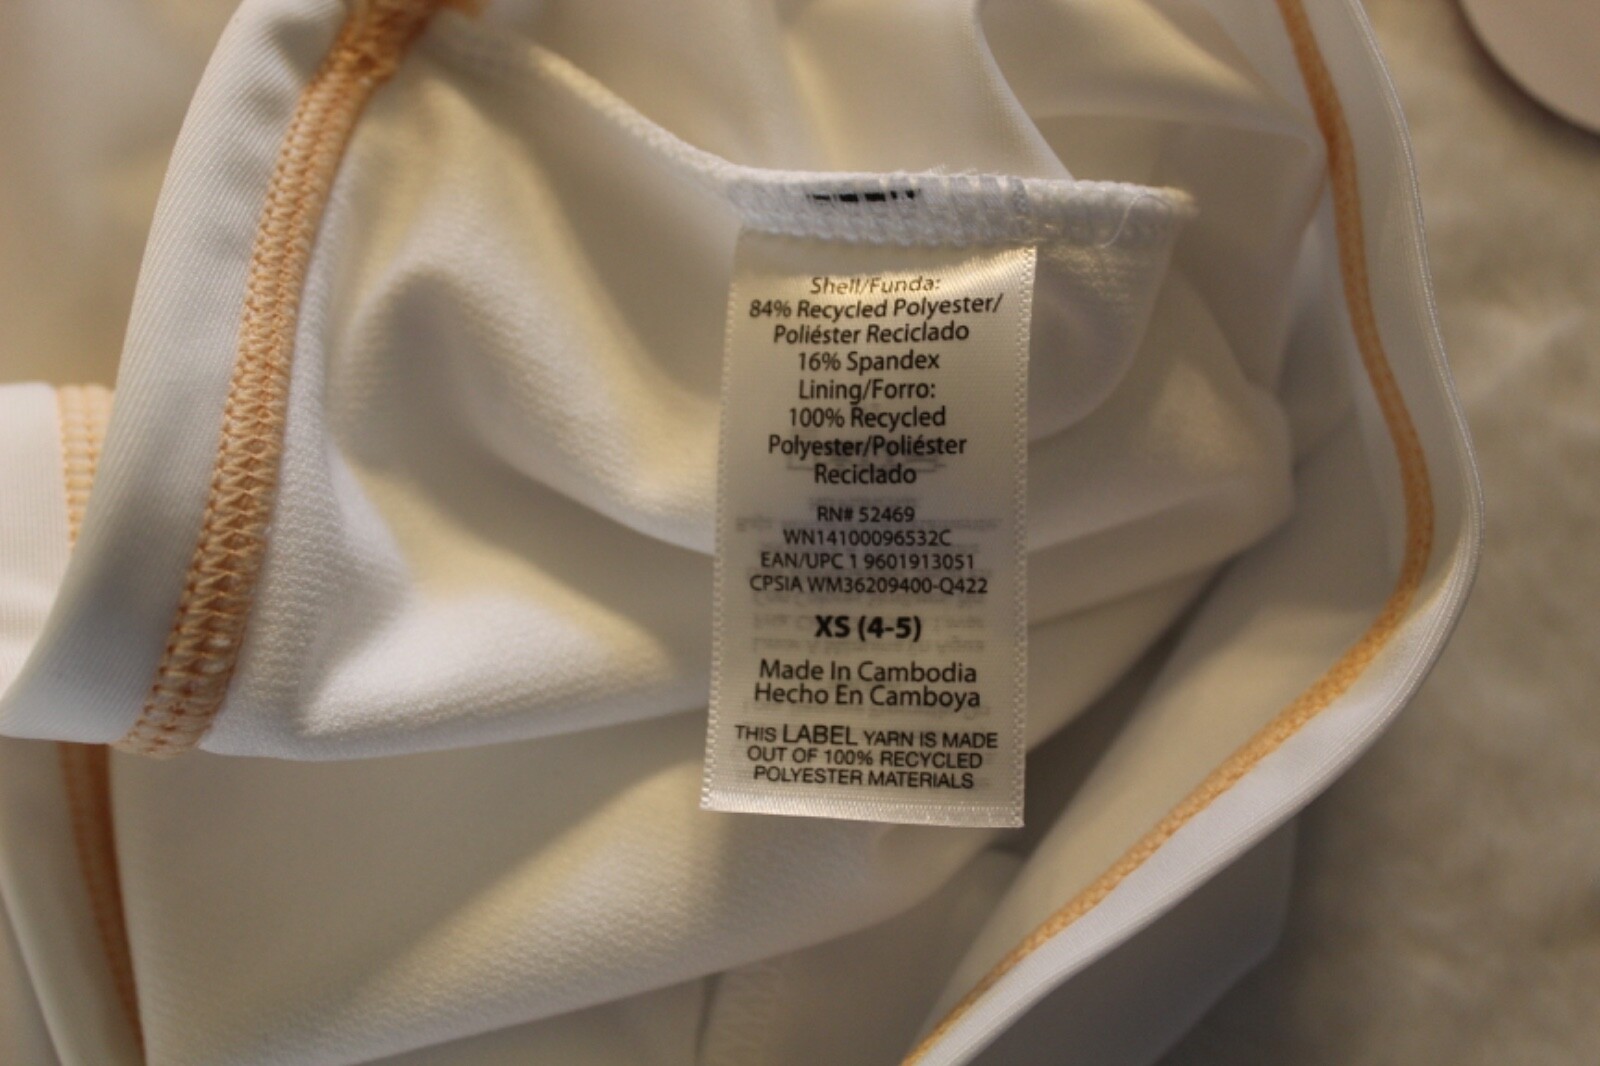 Shell/Funda:
84% Recycled Polyester/
Poliéster Reciclado
16% Spandex
Lining/Forro:
100% Recycled
Polyester/Poliéster
Reciclado
RN# 52469
WN14100096532C
EAN/UPC 1 9601913051
CPSIA WM36209400-Q422
XS (4-5)
Made In Cambodia
Hecho En Camboya
THIS LABEL YARN IS MADE
OUT OF 100% RECYCLED
POLYESTER MATERIALS